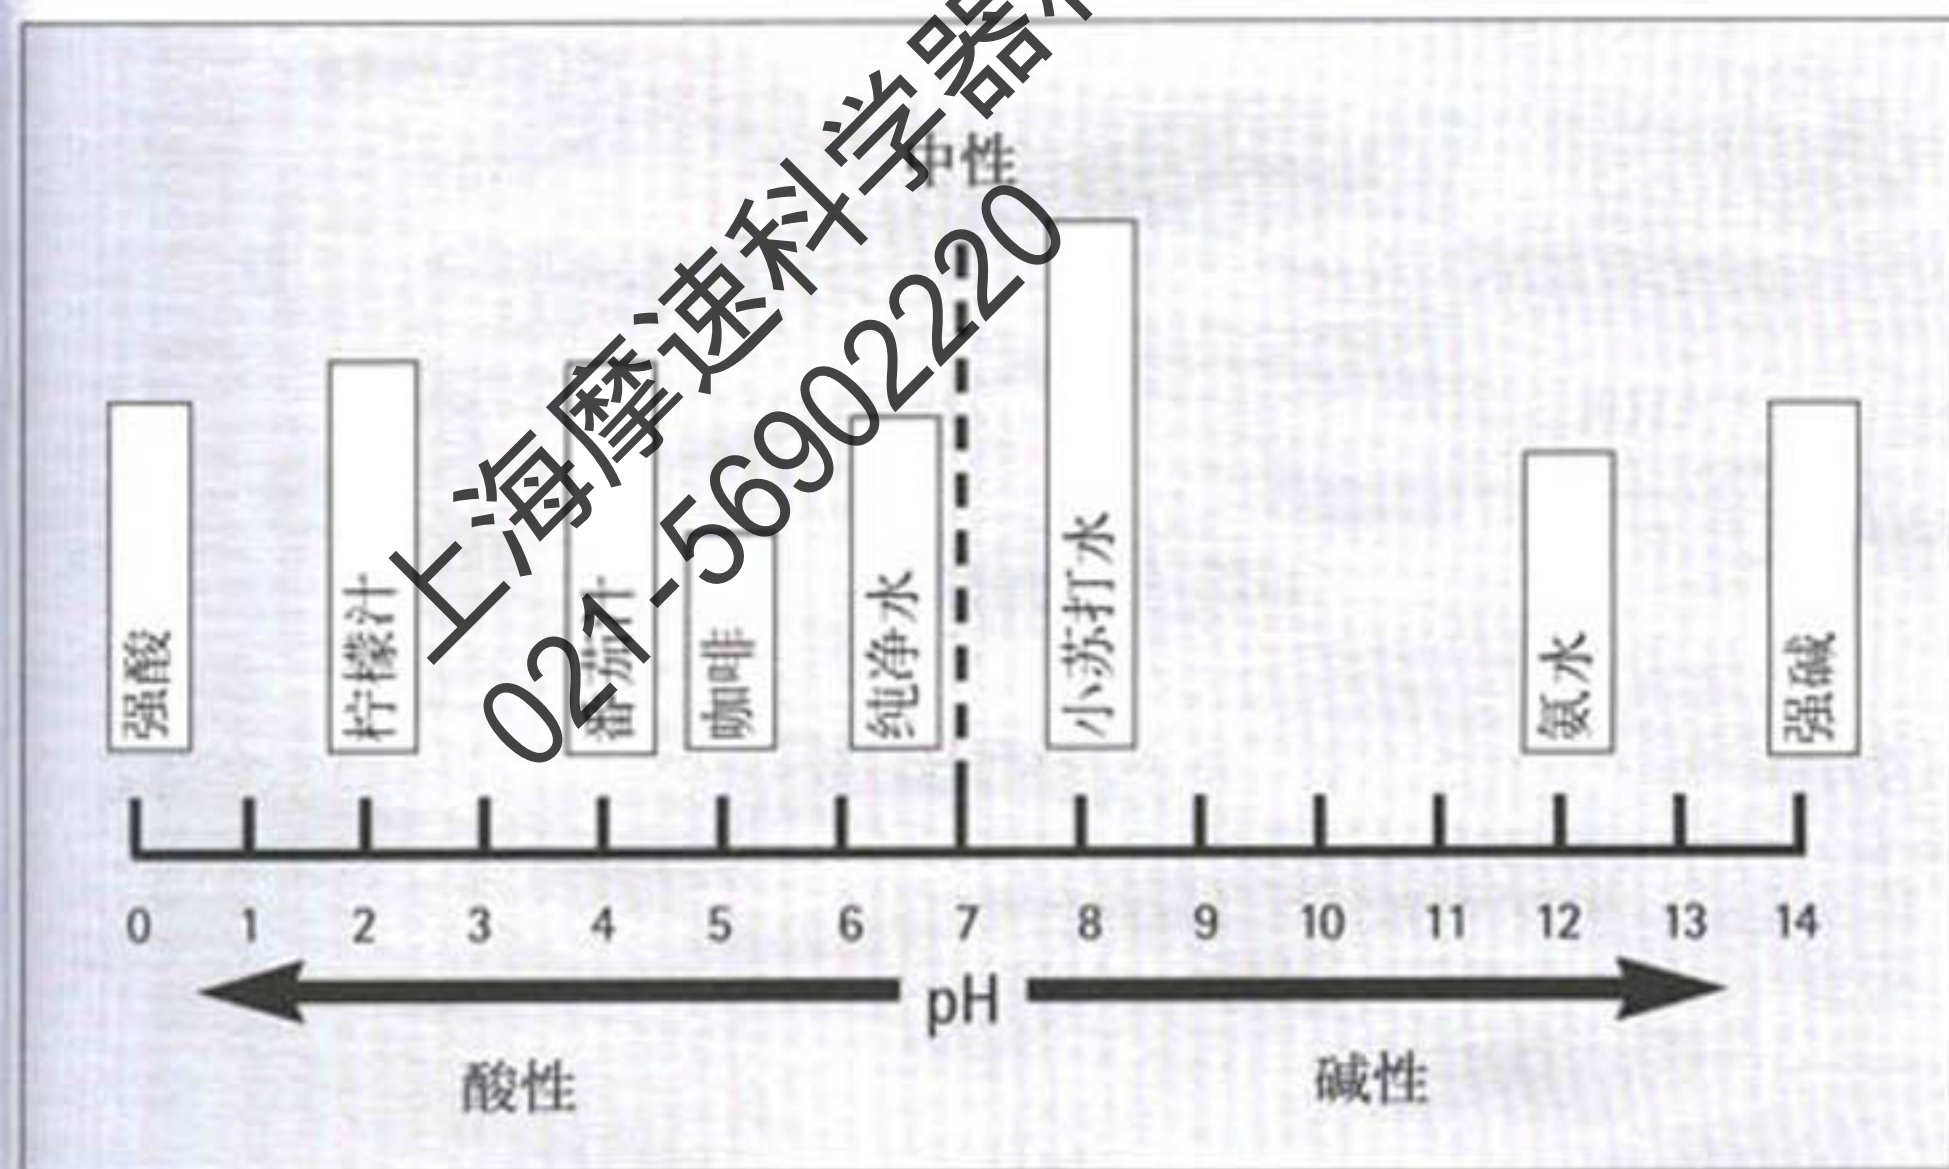 上海摩速科学器
021-56902220
中性
强酸
柠檬汁
番茄汁
咖啡
纯净水
小苏打水
氨水
强碱
0 1 2 3 4 5 6 7 8 9 10 11 12 13 14
pH
酸性
碱性